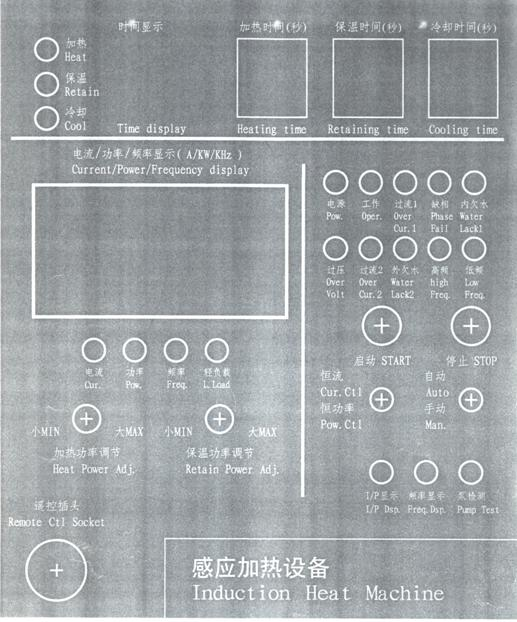 时间显示 加热时间(秒) 保温时间(秒) 冷却时间(秒)
加热
Heat
保温
Retain
冷却
Cool
Time display Heating time Retaining time Cooling time
电流/功率/频率显示(A/KW/KHz)
Current/Power/Frequency display
电源 工作 过流1 缺相 内欠水
Pow. Oper. Over Phase Water
Cur.1 Fail Lack1
过压 过流2 外欠水 高频 低频
Over Over Water high Low
Volt Cur.2 Lack2 Freq. Freq.
启动 START 停止 STOP
电流 功率 频率 轻负载
Cur. Pow. Freq. L.Load
恒流 自动
Cur.Ctl Auto
恒功率 手动
Pow.Ctl Man.
小MIN 大MAX 小MIN 大MAX
加热功率调节 保温功率调节
Heat Power Adj. Retain Power Adj.
I/P显示 频率显示 泵检测
I/P Dsp. Freq.Dsp. Pump Test
遥控插头
Remote Ctl Socket
感应加热设备
Induction Heat Machine